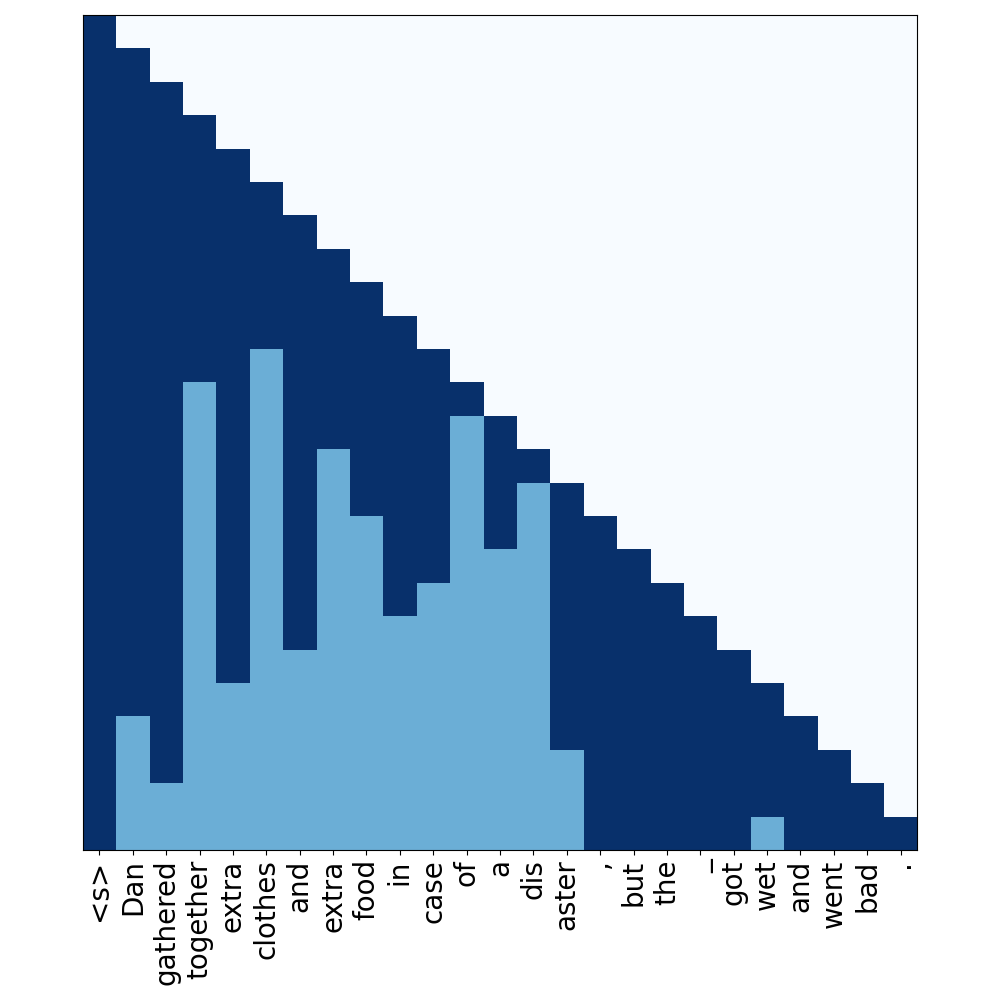 <s>
Dan
gathered
together
extra
clothes
and
extra
food
in
case
of
a
dis
aster
,
but
the
_
got
wet
and
went
bad
.